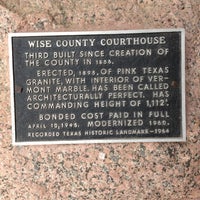 WISE COUNTY COURTHOUSE
THIRD BUILT SINCE CREATION OF
THE COUNTY IN 1856.
ERECTED, 1895, OF PINK TEXAS
GRANITE, WITH INTERIOR OF VER-
MONT MARBLE. HAS BEEN CALLED
ARCHITECTURALLY PERFECT. HAS
COMMANDING HEIGHT OF 1,112'.
BONDED COST PAID IN FULL
APRIL 10, 1945. MODERNIZED 1960.
RECORDED TEXAS HISTORIC LANDMARK-1964